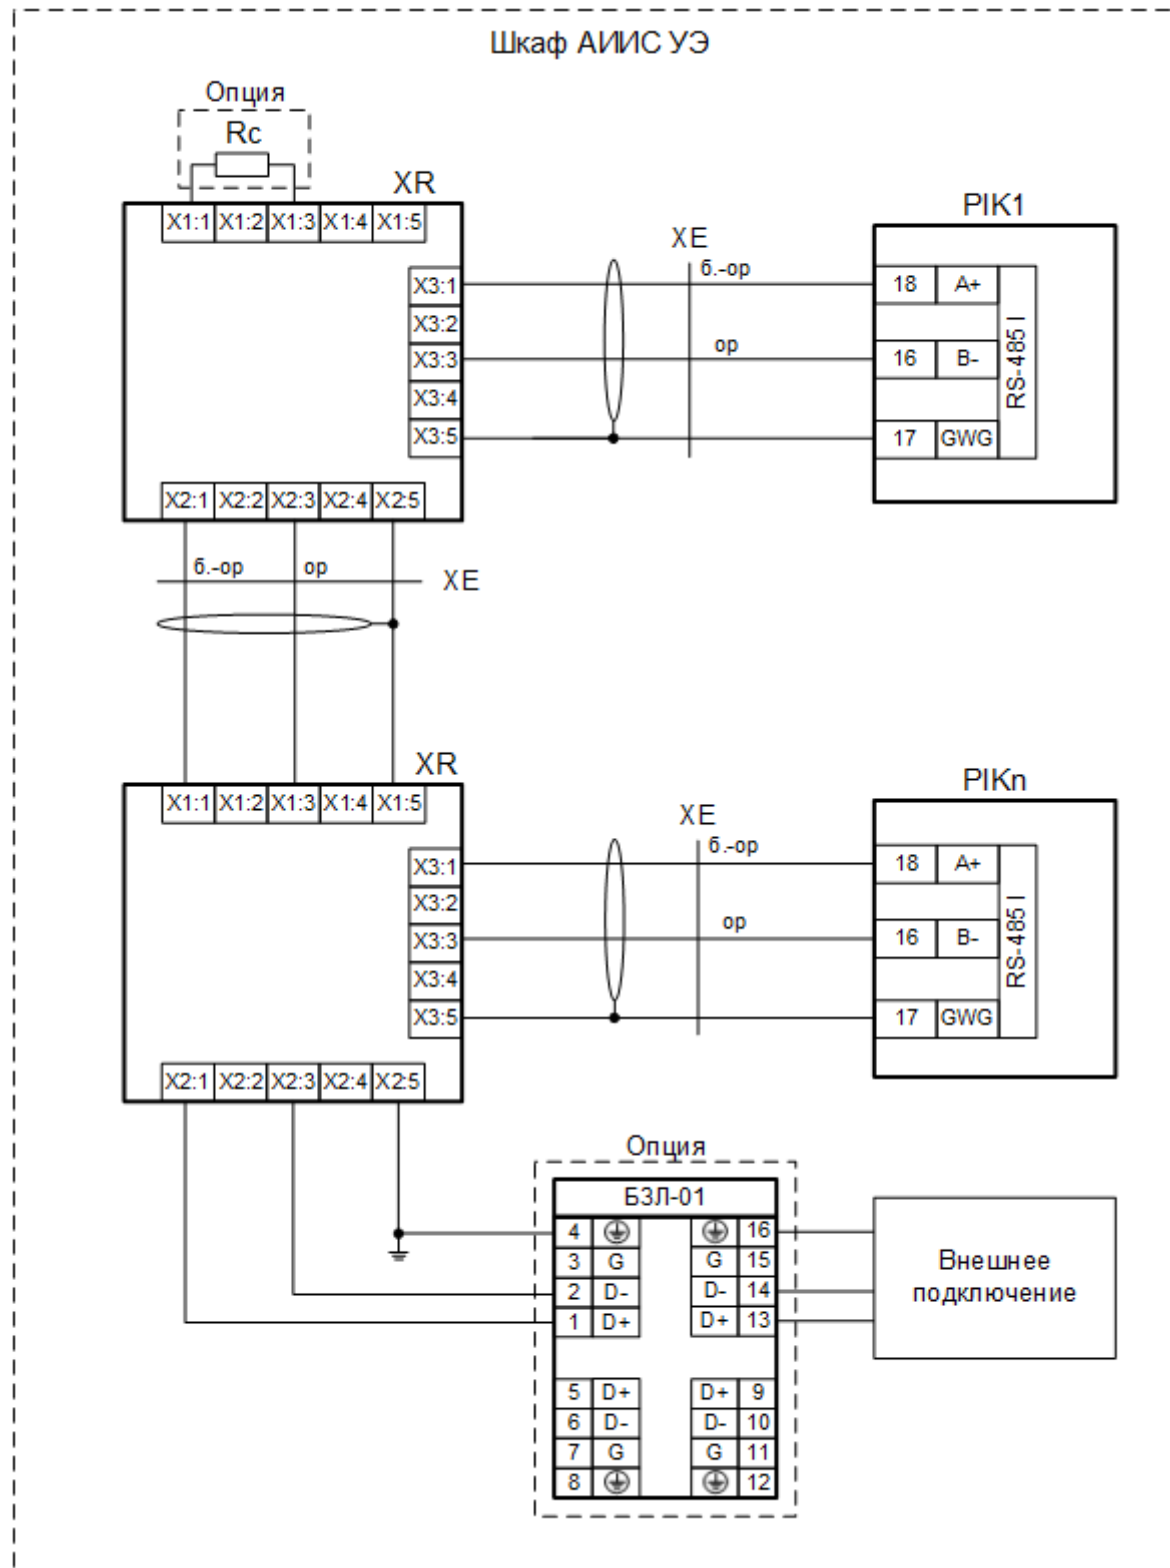 Шкаф АИИС УЭ
Опция
Rc
XR
X1:1 X1:2 X1:3 X1:4 X1:5
X3:1
X3:2
X3:3
X3:4
X3:5
X2:1 X2:2 X2:3 X2:4 X2:5
XE
б.-ор
ор
PIK1
18 A+
16 B-
17 GWG
RS-485 I
б.-ор ор
XE
XR
X1:1 X1:2 X1:3 X1:4 X1:5
X3:1
X3:2
X3:3
X3:4
X3:5
X2:1 X2:2 X2:3 X2:4 X2:5
XE
б.-ор
ор
PIKn
18 A+
16 B-
17 GWG
RS-485 I
Опция
БЗЛ-01
4 16
3 G G 15
2 D- D- 14
1 D+ D+ 13
5 D+ D+ 9
6 D- D- 10
7 G G 11
8 12
Внешнее
подключение